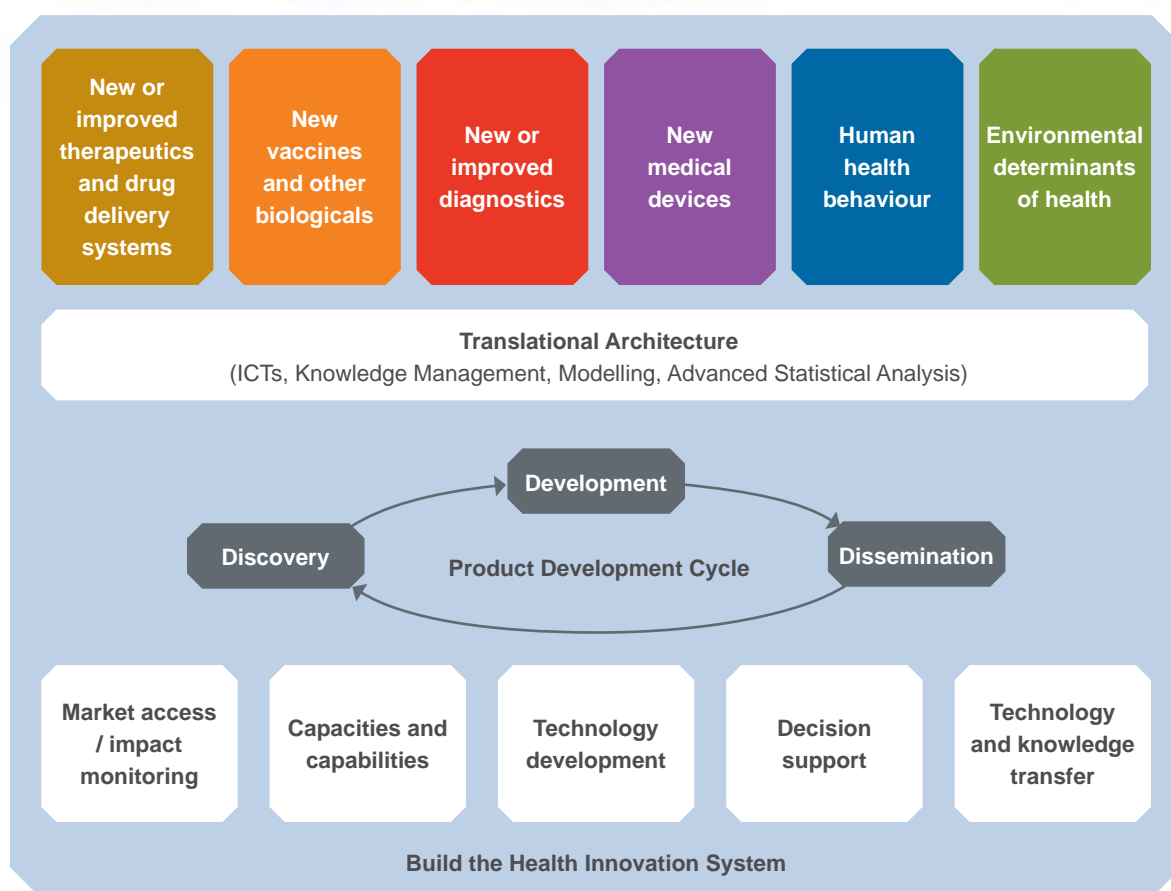 New or
improved
therapeutics
and drug
delivery
systems
New
vaccines
and other
biologicals
New or
improved
diagnostics
New
medical
devices
Human
health
behaviour
Environmental
determinants
of health
Translational Architecture
(ICTs, Knowledge Management, Modelling, Advanced Statistical Analysis)
Development
Discovery
Product Development Cycle
Dissemination
Market access
/ impact
monitoring
Capacities and
capabilities
Technology
development
Decision
support
Technology
and knowledge
transfer
Build the Health Innovation System